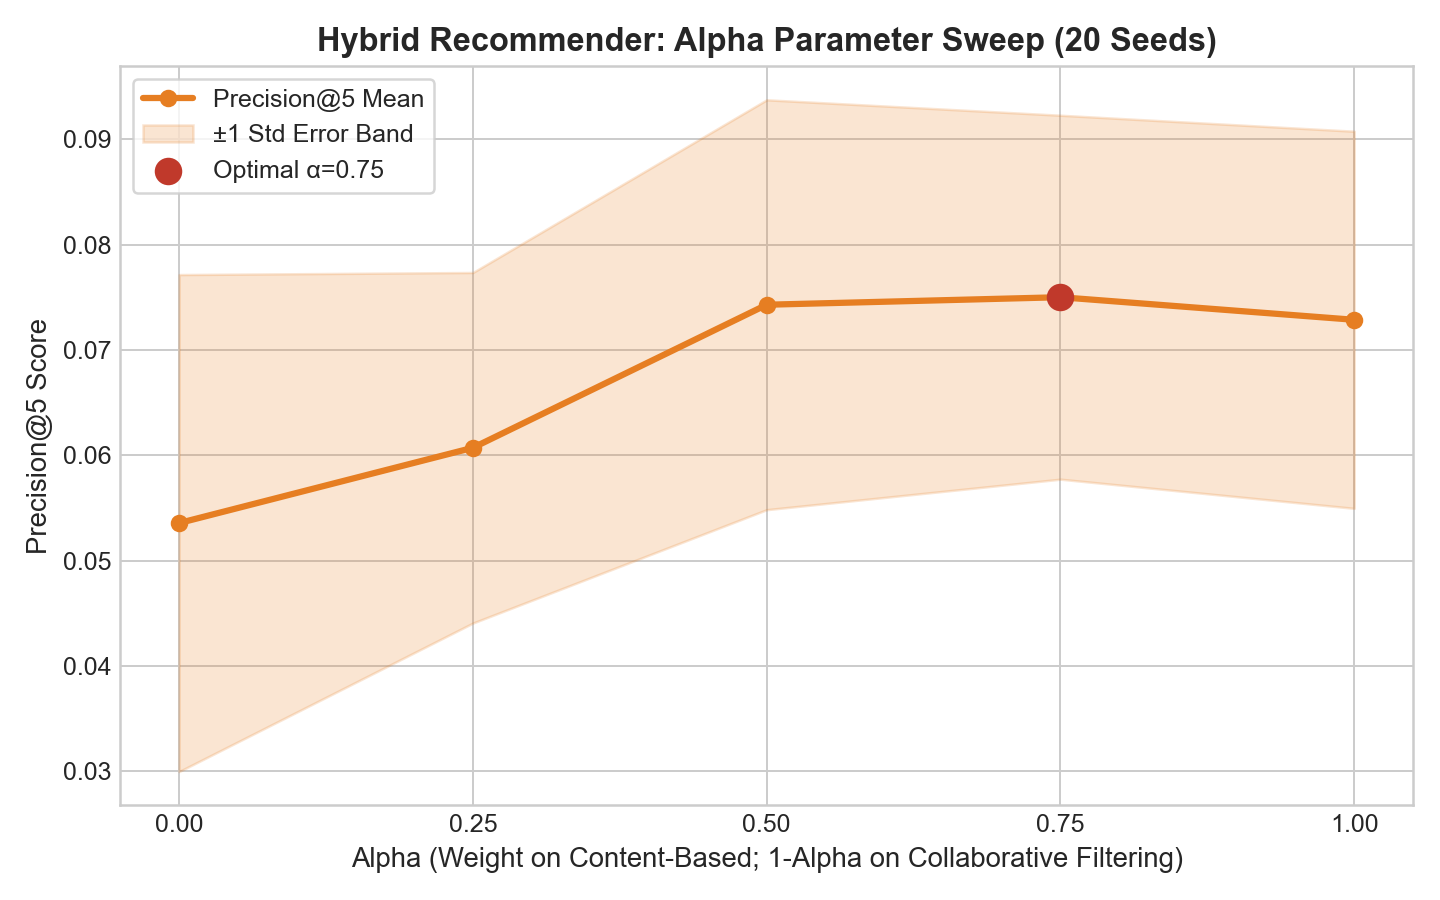 Hybrid Recommender: Alpha Parameter Sweep (20 Seeds)
Precision@5 Mean
±1 Std Error Band
Optimal α=0.75
Precision@5 Score
0.09
0.08
0.07
0.06
0.05
0.04
0.03
0.00 0.25 0.50 0.75 1.00
Alpha (Weight on Content-Based; 1-Alpha on Collaborative Filtering)